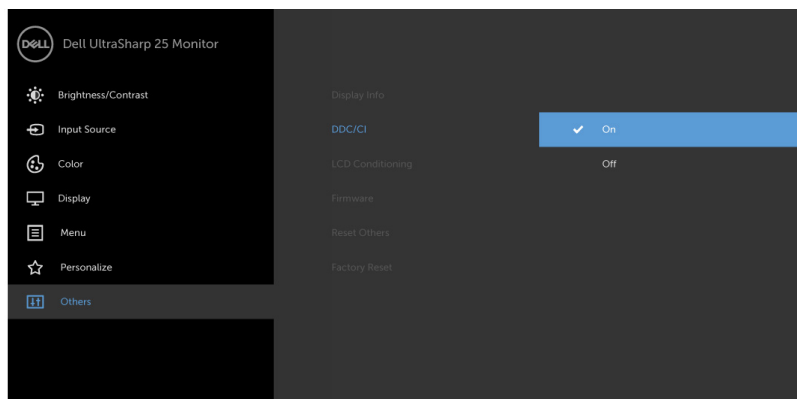 DELL
Dell UltraSharp 25 Monitor
Brightness/Contrast
Input Source
Color
Display
Menu
Personalize
Others
Display Info
DDC/CI
LCD Conditioning
Firmware
Reset Others
Factory Reset
On
Off